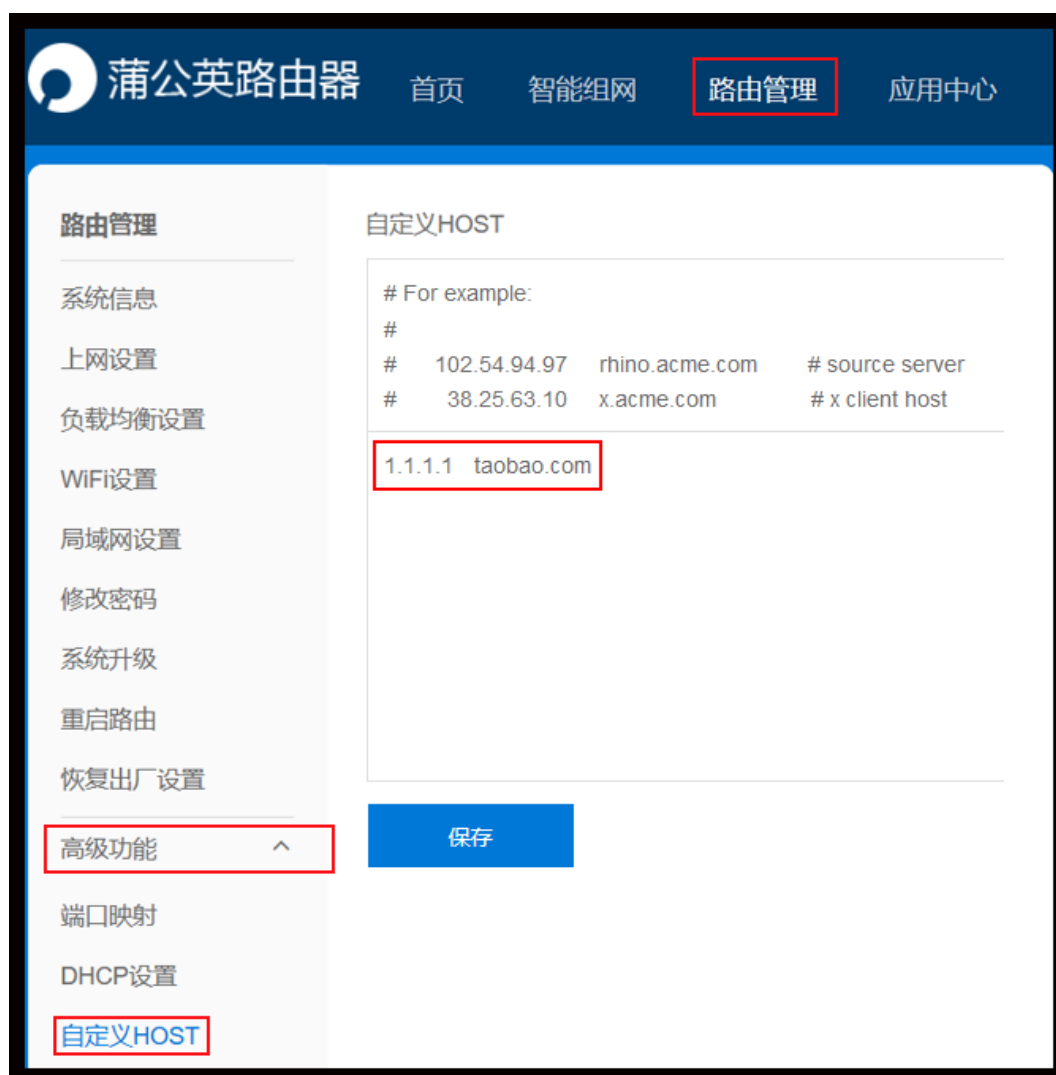 蒲公英路由器 首页 智能组网 路由管理 应用中心
路由管理
系统信息
上网设置
负载均衡设置
WiFi设置
局域网设置
修改密码
系统升级
重启路由
恢复出厂设置
高级功能
端口映射
DHCP设置
自定义HOST
自定义HOST
# For example:
#
# 102.54.94.97 rhino.acme.com # source server
# 38.25.63.10 x.acme.com # x client host
1.1.1.1 taobao.com
保存